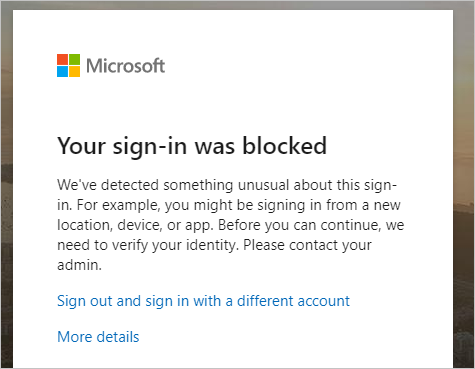 Microsoft
Your sign-in was blocked
We've detected something unusual about this sign-
in. For example, you might be signing in from a new
location, device, or app. Before you can continue, we
need to verify your identity. Please contact your
admin.
Sign out and sign in with a different account
More details